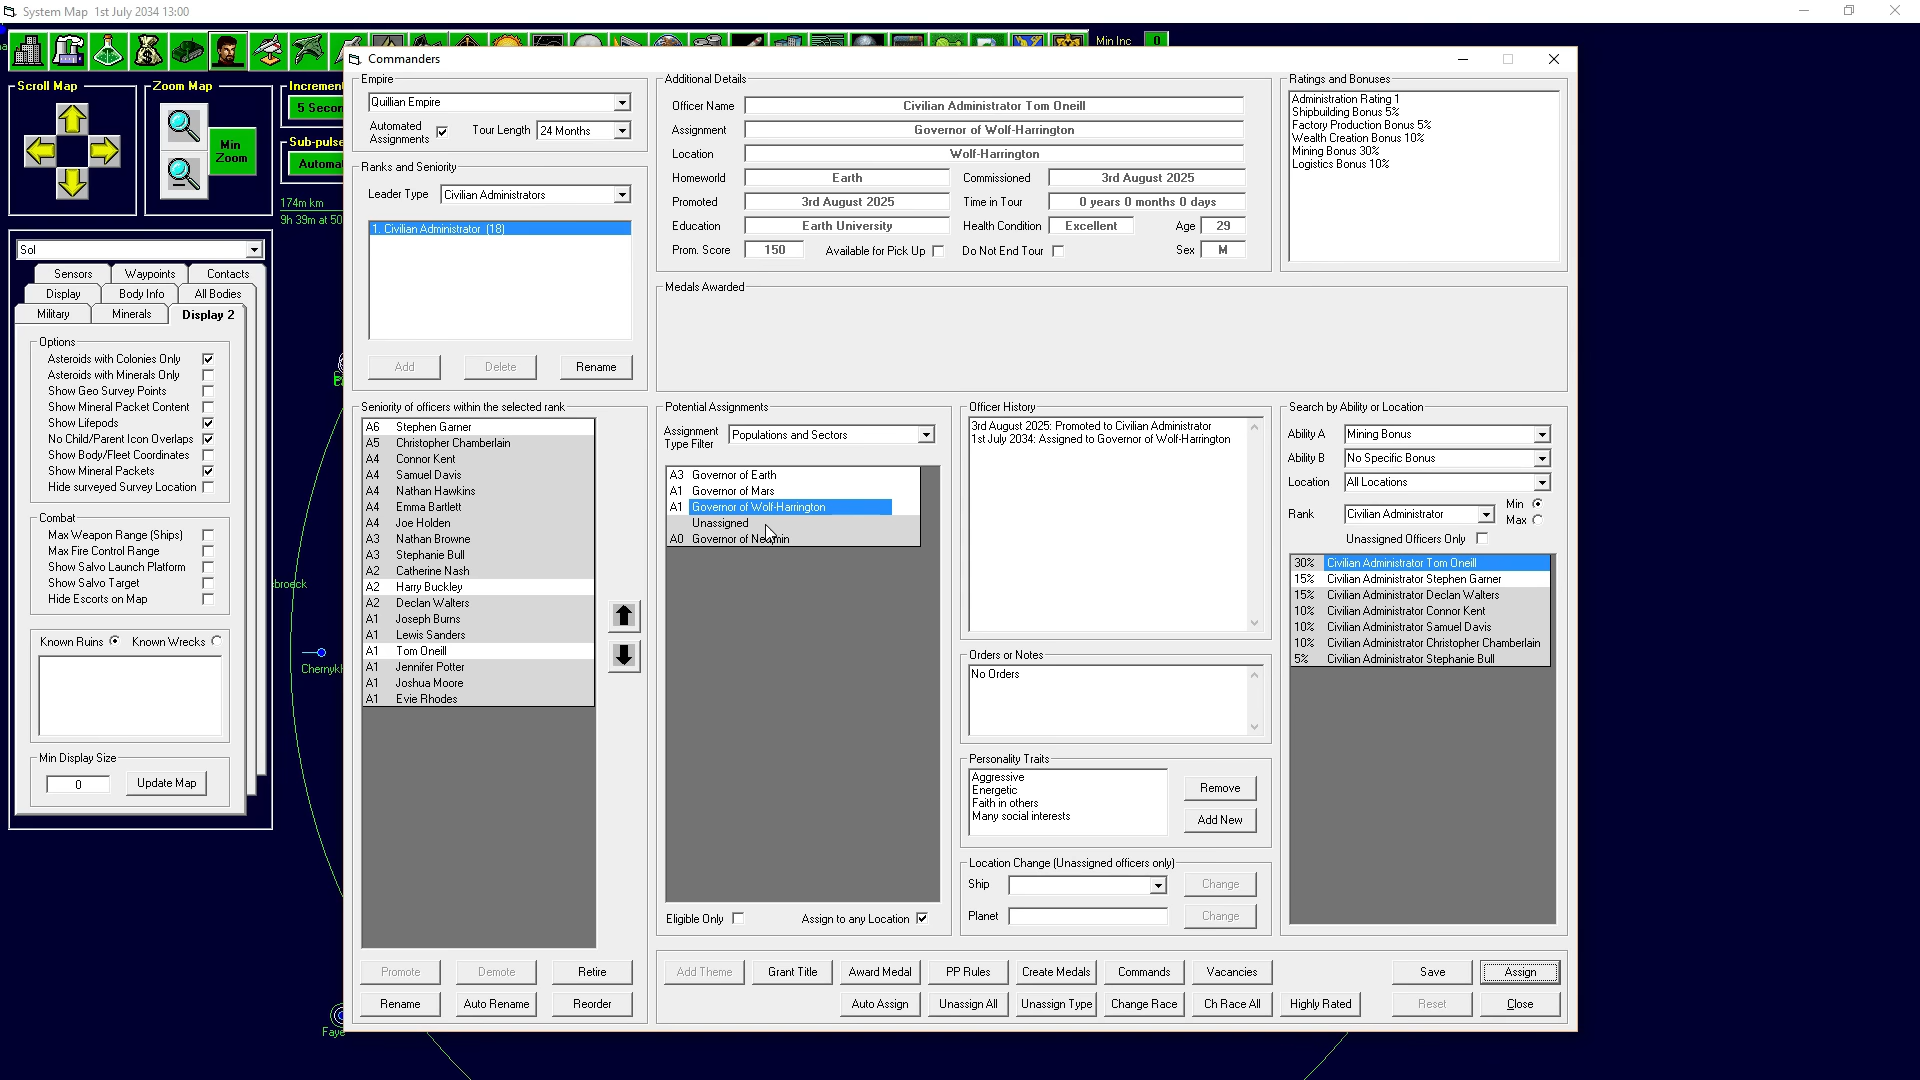 System Map 1st July 2034 13:00
Min Inc 0
Scroll Map
Zoom Map
Min Zoom
174m km
Sol
Sensors Waypoints Contacts
Display Body Info All Bodies
Military Minerals Display 2
Options
Asteroids with Colonies Only
Asteroids with Minerals Only
Show Geo Survey Points
Show Mineral Packet Content
Show Lifepods
No Child/Parent Icon Overlaps
Show Body/Fleet Coordinates
Show Mineral Packets
Hide surveyed Survey Location
Combat
Max Weapon Range (Ships)
Max Fire Control Range
Show Salvo Launch Platform
Show Salvo Target
Hide Escorts on Map
Known Ruins Known Wrecks
Min Display Size
0 Update Map
Commanders
Empire
Quillian Empire
Automated Assignments Tour Length 24 Months
Ranks and Seniority
Leader Type Civilian Administrators
1. Civilian Administrator (18)
Add Delete Rename
Additional Details
Officer Name Civilian Administrator Tom Oneill
Assignment Governor of Wolf-Harrington
Location Wolf-Harrington
Homeworld Earth Commissioned 3rd August 2025
Promoted 3rd August 2025 Time in Tour 0 years 0 months 0 days
Education Earth University Health Condition Excellent Age 29
Prom. Score 150 Available for Pick Up Do Not End Tour Sex M
Medals Awarded
Ratings and Bonuses
Administration Rating 1
Shipbuilding Bonus 5%
Factory Production Bonus 5%
Wealth Creation Bonus 10%
Mining Bonus 30%
Logistics Bonus 10%
Seniority of officers within the selected rank
A6 Stephen Garner
A5 Christopher Chamberlain
A4 Connor Kent
A4 Samuel Davis
A4 Nathan Hawkins
A4 Emma Bartlett
A4 Joe Holden
A3 Nathan Browne
A3 Stephanie Bull
A2 Catherine Nash
A2 Harry Buckley
A2 Declan Walters
A1 Joseph Burns
A1 Lewis Sanders
A1 Tom Oneill
A1 Jennifer Potter
A1 Joshua Moore
A1 Evie Rhodes
Potential Assignments
Assignment Type Filter Populations and Sectors
A3 Governor of Earth
A1 Governor of Mars
A1 Governor of Wolf-Harrington
Unassigned
A0 Governor of
Eligible Only Assign to any Location
Officer History
3rd August 2025: Promoted to Civilian Administrator
1st July 2034: Assigned to Governor of Wolf-Harrington
Orders or Notes
No Orders
Personality Traits
Aggressive
Energetic
Faith in others
Many social interests
Remove
Add New
Location Change (Unassigned officers only)
Ship Change
Planet Change
Search by Ability or Location
Ability A Mining Bonus
Ability B No Specific Bonus
Location All Locations
Rank Civilian Administrator Min Max
Unassigned Officers Only
30% Civilian Administrator Tom Oneill
15% Civilian Administrator Stephen Garner
15% Civilian Administrator Declan Walters
10% Civilian Administrator Connor Kent
10% Civilian Administrator Samuel Davis
10% Civilian Administrator Christopher Chamberlain
5% Civilian Administrator Stephanie Bull
Promote Demote Retire
Rename Auto Rename Reorder
Add Theme Grant Title Award Medal PP Rules Create Medals Commands Vacancies Save Assign
Auto Assign Unassign All Unassign Type Change Race Ch Race All Highly Rated Reset Close